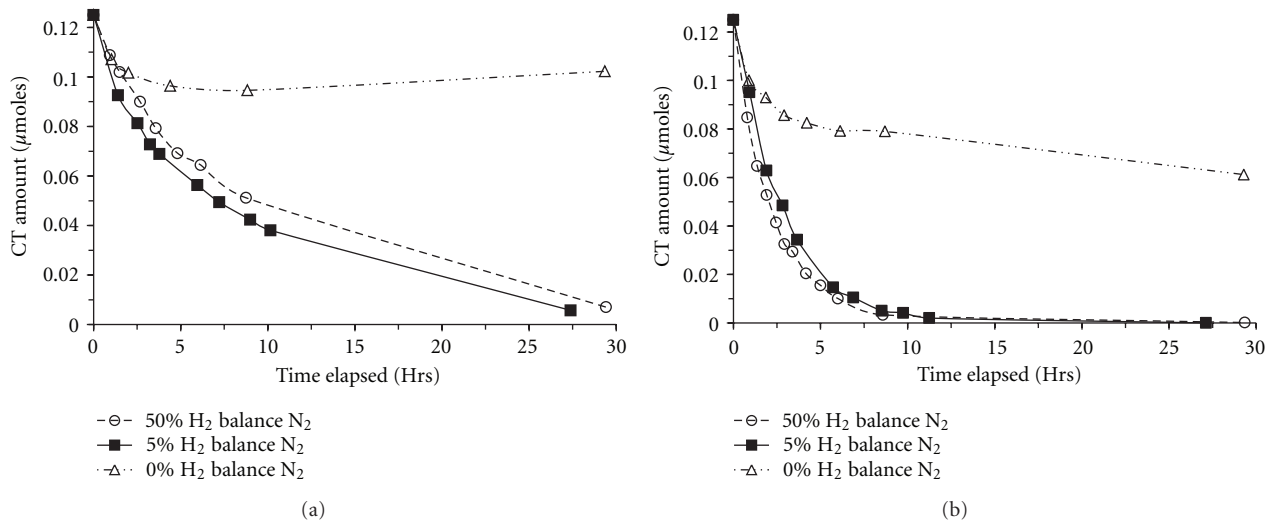 0.12
0.1
0.08
0.06
0.04
0.02
0
CT amount (μmoles)
0 5 10 15 20 25 30
Time elapsed (Hrs)
50% H₂ balance N₂
5% H₂ balance N₂
0% H₂ balance N₂
(a)
0.12
0.1
0.08
0.06
0.04
0.02
0
CT amount (μmoles)
0 5 10 15 20 25 30
Time elapsed (Hrs)
50% H₂ balance N₂
5% H₂ balance N₂
0% H₂ balance N₂
(b)